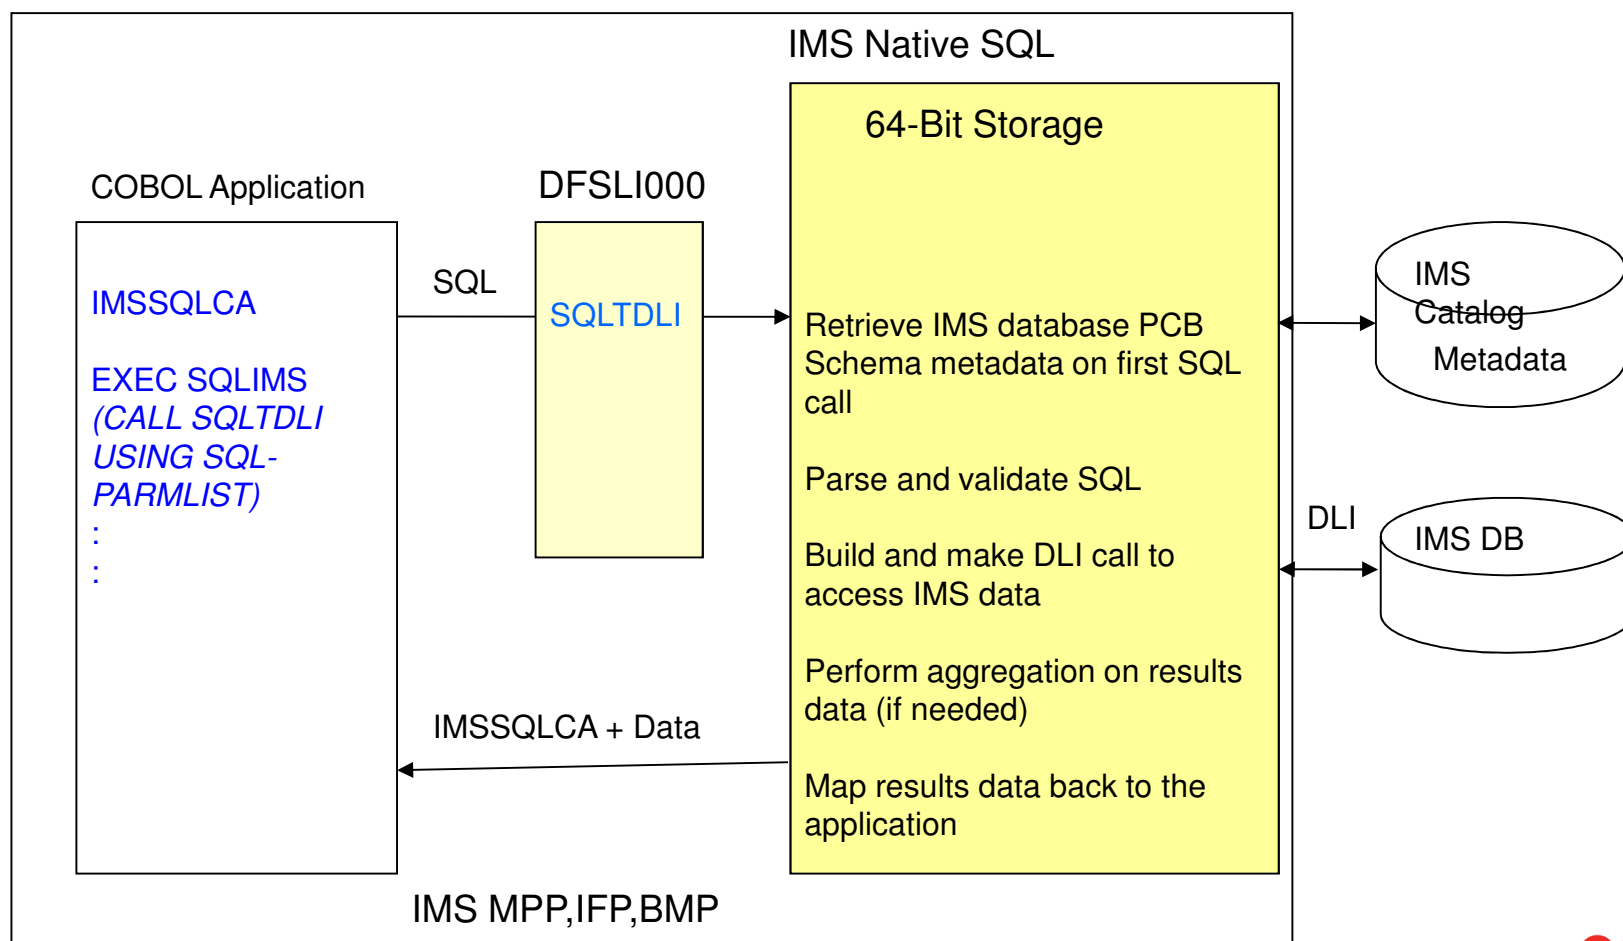 IMS Native SQL
64-Bit Storage
COBOL Application
DFSLI000
IMSSQLCA
EXEC SQLIMS
(CALL SQLTDLI
USING SQL-
PARMLIST)
:
:
SQL
SQLTDLI
Retrieve IMS database PCB
Schema metadata on first SQL
call
Parse and validate SQL
Build and make DLI call to
access IMS data
Perform aggregation on results
data (if needed)
Map results data back to the
application
IMS
Catalog
Metadata
DLI
IMS DB
IMSSQLCA + Data
IMS MPP,IFP,BMP